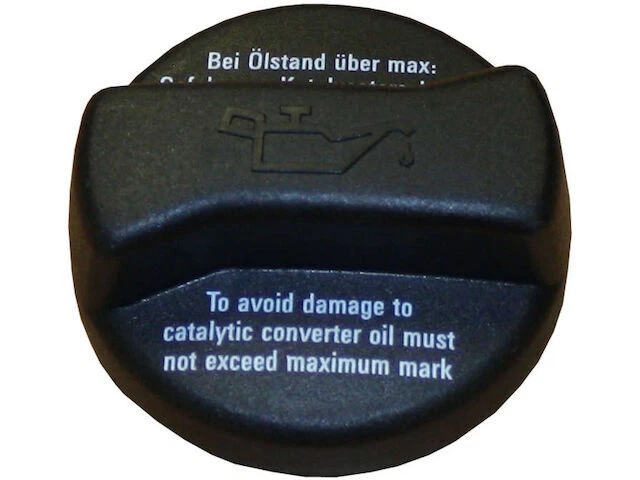 Bei Ölstand über max:
To avoid damage to
catalytic converter oil must
not exceed maximum mark